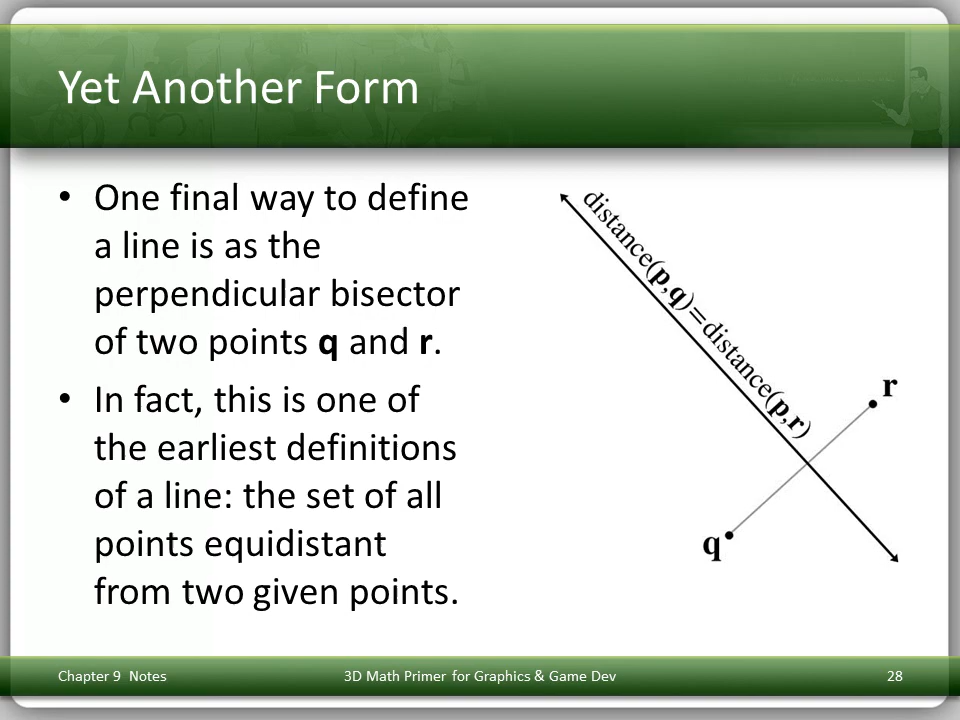 Yet Another Form
• One final way to define
a line is as the
perpendicular bisector
of two points q and r.
• In fact, this is one of
the earliest definitions
of a line: the set of all
points equidistant
from two given points.
distance(p,q)=distance(p,r)
r
q
Chapter 9 Notes
3D Math Primer for Graphics & Game Dev
28